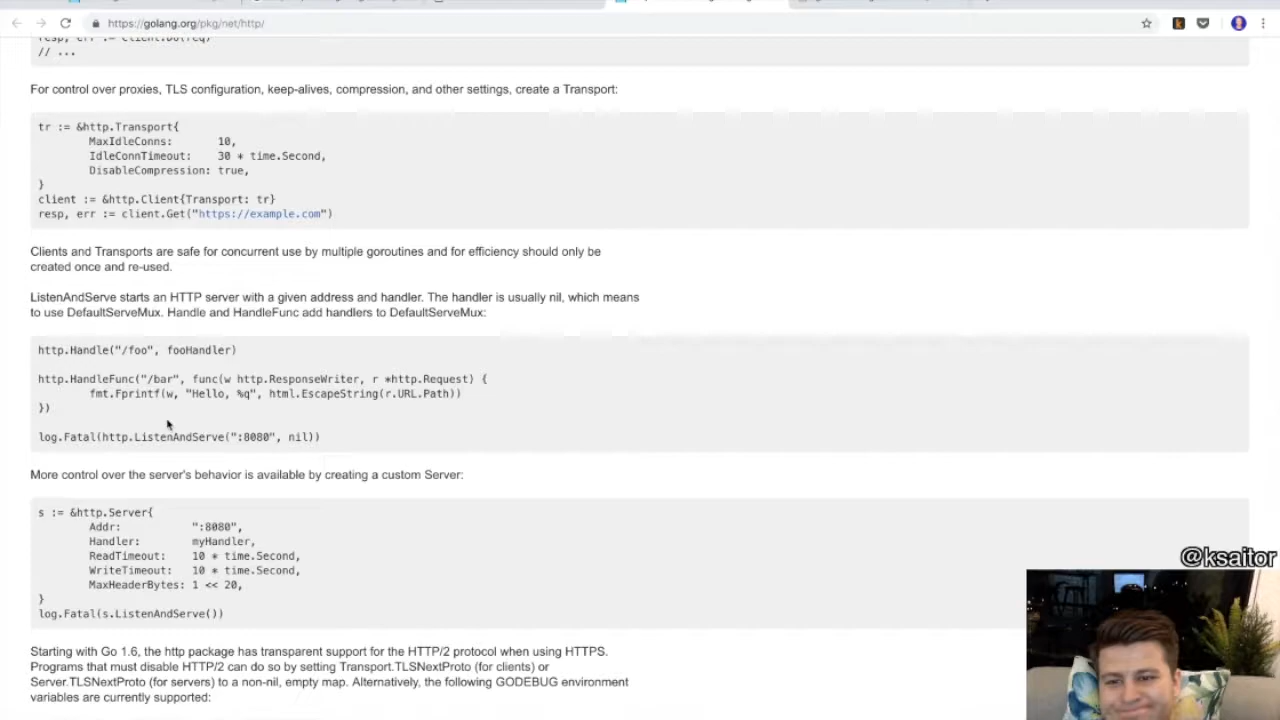 https://golang.org/pkg/net/http/
resp, err := client.Do(req)
// ...
For control over proxies, TLS configuration, keep-alives, compression, and other settings, create a Transport:
tr := &http.Transport{
MaxIdleConns: 10,
IdleConnTimeout: 30 * time.Second,
DisableCompression: true,
}
client := &http.Client{Transport: tr}
resp, err := client.Get("https://example.com")
Clients and Transports are safe for concurrent use by multiple goroutines and for efficiency should only be
created once and re-used.
ListenAndServe starts an HTTP server with a given address and handler. The handler is usually nil, which means
to use DefaultServeMux. Handle and HandleFunc add handlers to DefaultServeMux:
http.Handle("/foo", fooHandler)
http.HandleFunc("/bar", func(w http.ResponseWriter, r *http.Request) {
fmt.Fprintf(w, "Hello, %q", html.EscapeString(r.URL.Path))
})
log.Fatal(http.ListenAndServe(":8080", nil))
More control over the server's behavior is available by creating a custom Server:
s := &http.Server{
Addr: ":8080",
Handler: myHandler,
ReadTimeout: 10 * time.Second,
WriteTimeout: 10 * time.Second,
MaxHeaderBytes: 1 << 20,
}
log.Fatal(s.ListenAndServe())
Starting with Go 1.6, the http package has transparent support for the HTTP/2 protocol when using HTTPS.
Programs that must disable HTTP/2 can do so by setting Transport.TLSNextProto (for clients) or
Server.TLSNextProto (for servers) to a non-nil, empty map. Alternatively, the following GODEBUG environment
variables are currently supported:
@ksaitor